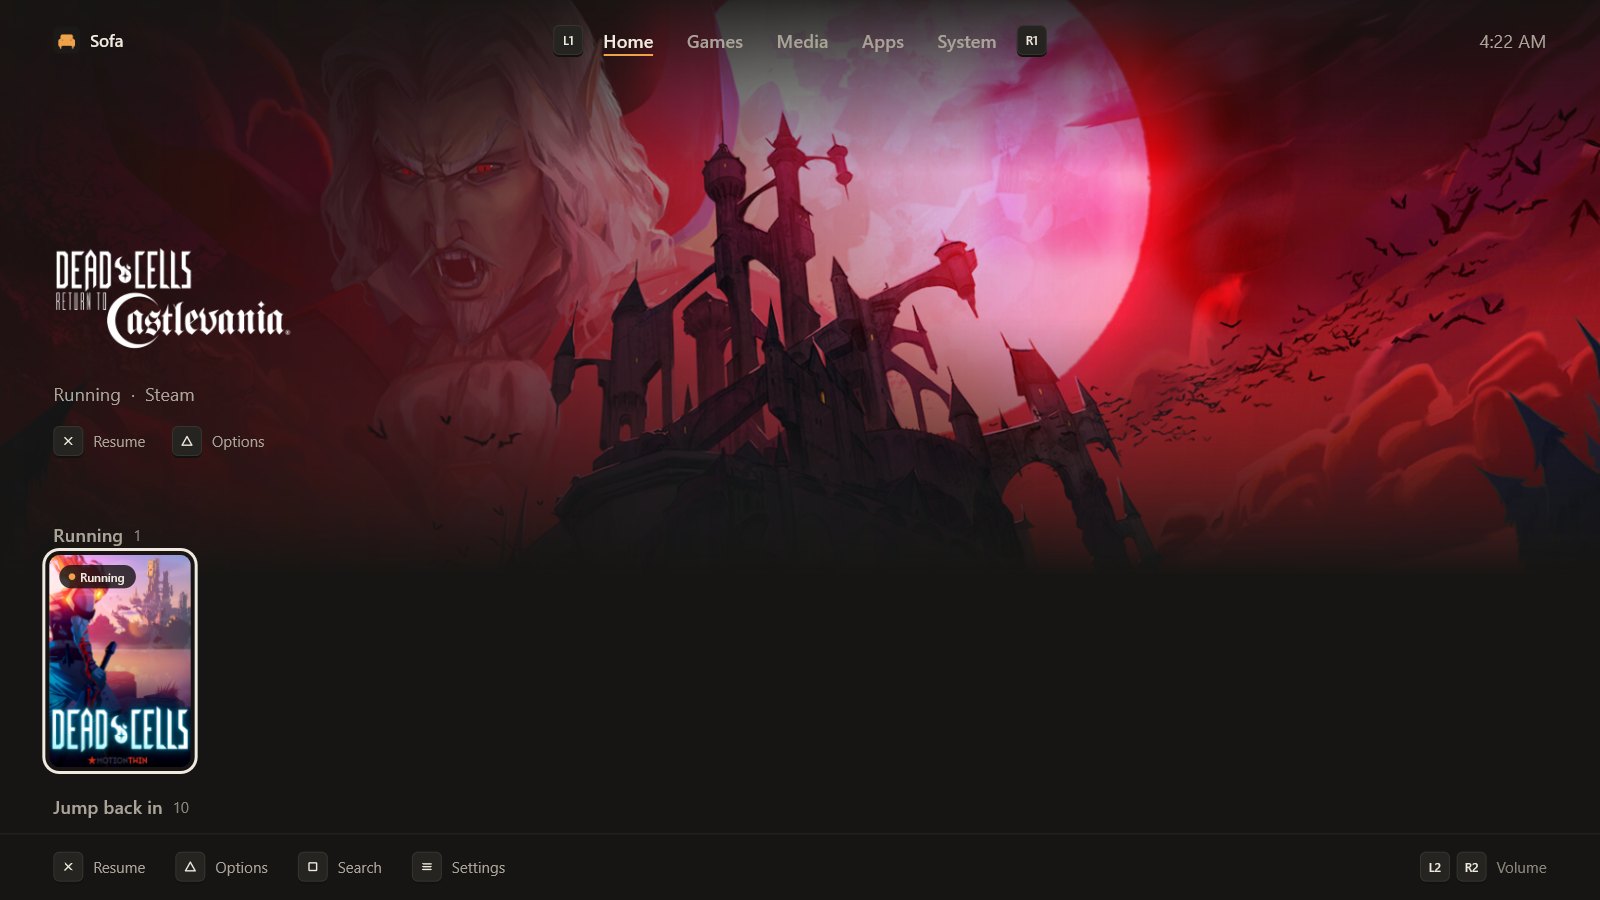 Sofa
L1 Home Games Media Apps System R1
4:22 AM
DEAD CELLS
RETURN TO
Castlevania
Running · Steam
Resume Options
Running 1
Running
DEAD CELLS
MOTIONTWIN
Jump back in 10
Resume Options Search Settings
L2 R2 Volume